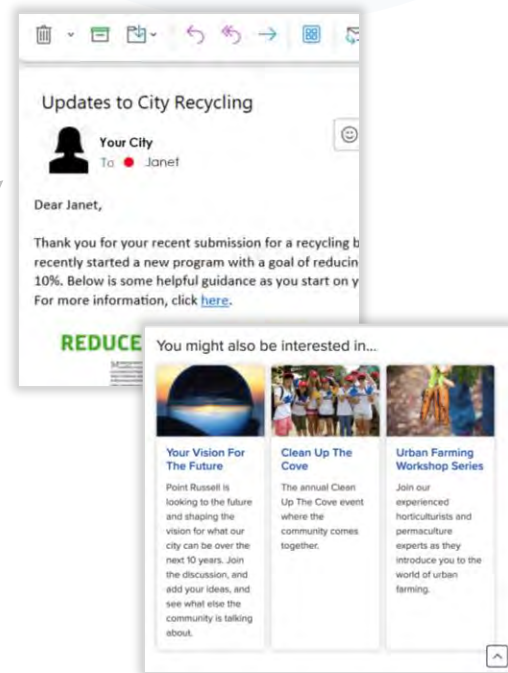 Updates to City Recycling
Your City
To Janet
Dear Janet,
Thank you for your recent submission for a recycling
recently started a new program with a goal of
10%. Below is some helpful guidance as you start on
For more information, click here.
REDUCE
You might also be interested in...
Your Vision For
The Future
Point Russell is
looking to the future
and shaping the
vision for what our
city can be over the
next 10 years. Join
the discussion, and
add your ideas, and
see what else the
community is talking
about.
Clean Up The
Cove
The annual Clean
Up The Cove event
where the
community comes
together.
Urban Farming
Workshop Series
Join our
experienced
horticulturists and
permaculture
experts as they
introduce you to the
world of urban
farming.